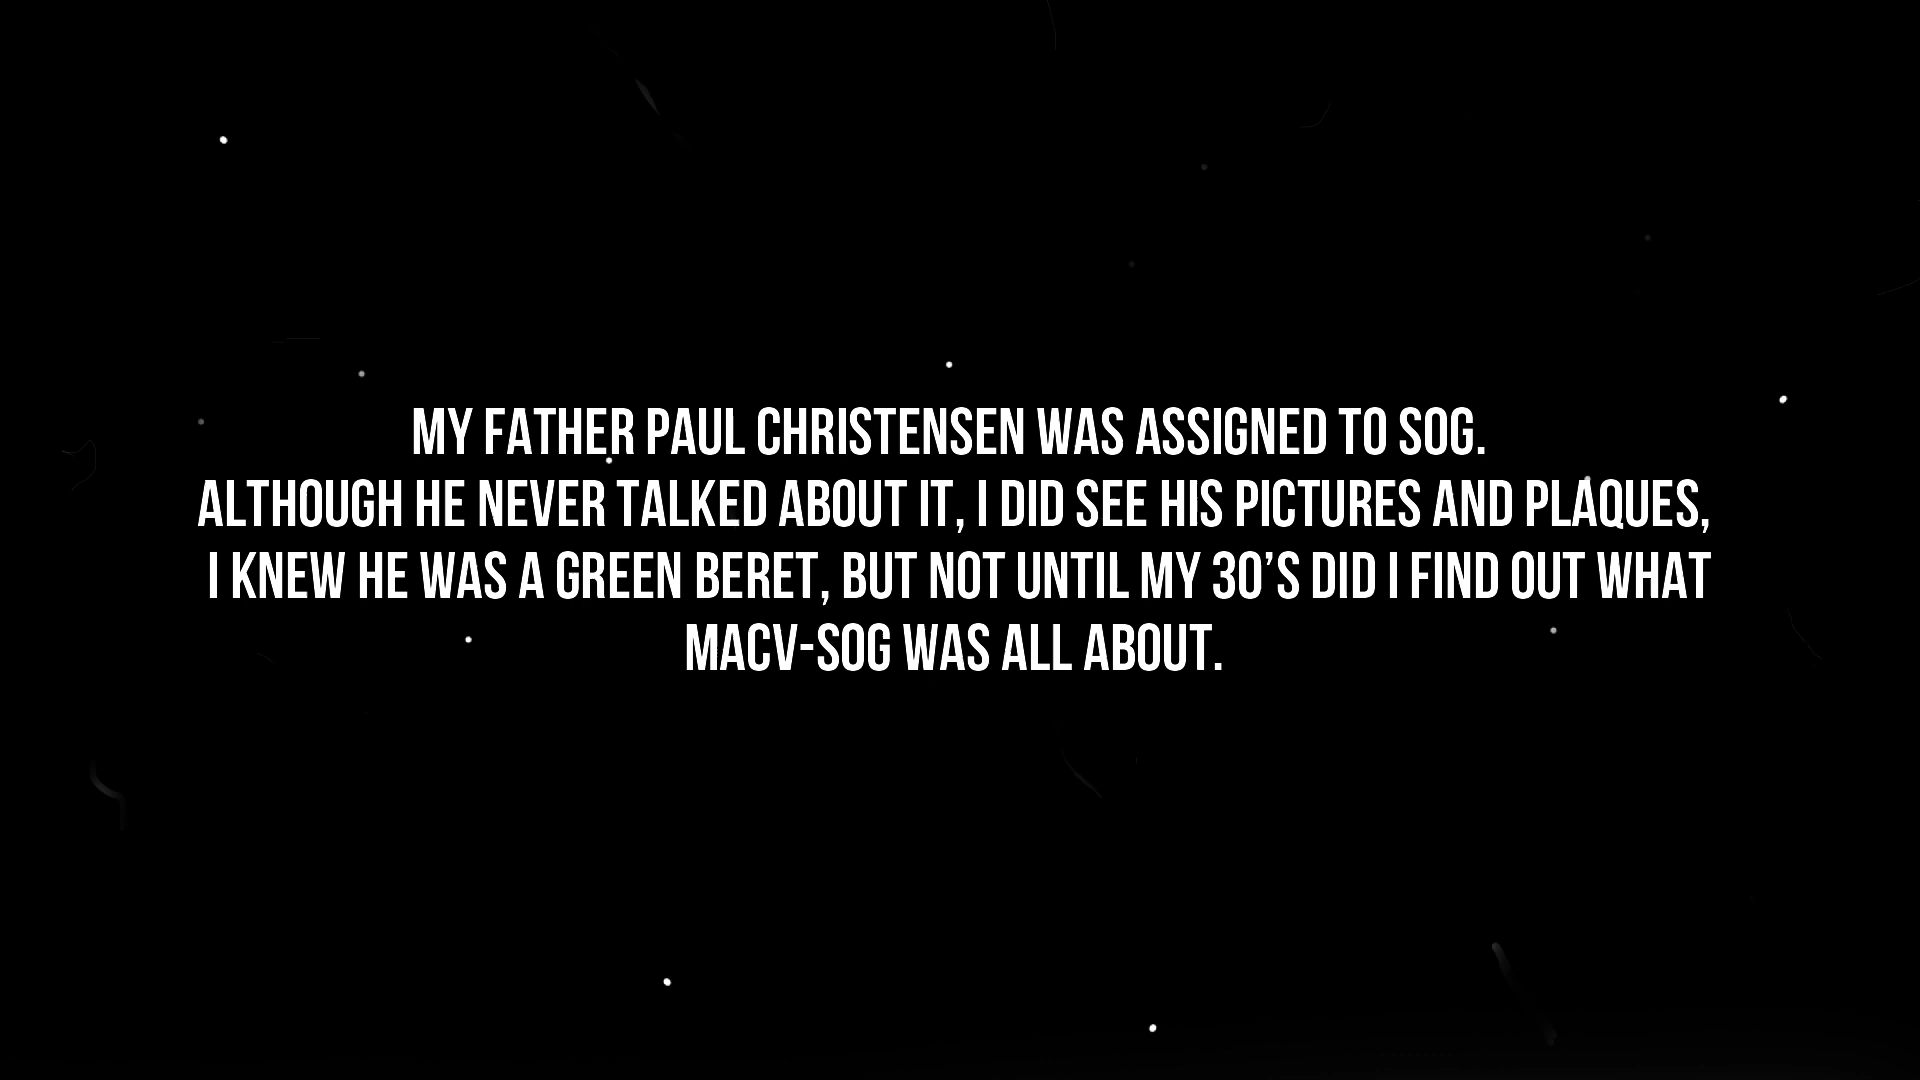 MY FATHER PAUL CHRISTENSEN WAS ASSIGNED TO SOG.
ALTHOUGH HE NEVER TALKED ABOUT IT, I DID SEE HIS PICTURES AND PLAQUES,
I KNEW HE WAS A GREEN BERET, BUT NOT UNTIL MY 30’S DID I FIND OUT WHAT
MACV-SOG WAS ALL ABOUT.